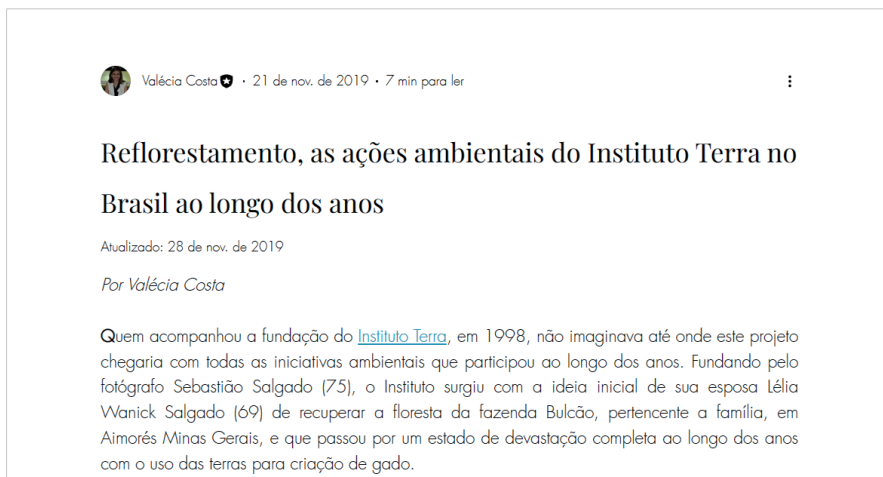 Valécia Costa · 21 de nov. de 2019 · 7 min para ler
Reflorestamento, as ações ambientais do Instituto Terra no
Brasil ao longo dos anos
Atualizado: 28 de nov. de 2019
Por Valécia Costa
Quem acompanhou a fundação do Instituto Terra, em 1998, não imaginava até onde este projeto
chegaria com todas as iniciativas ambientais que participou ao longo dos anos. Fundando pelo
fotógrafo Sebastião Salgado (75), o Instituto surgiu com a ideia inicial de sua esposa Lélia
Wanick Salgado (69) de recuperar a floresta da fazenda Bulcão, pertencente a família, em
Aimorés Minas Gerais, e que passou por um estado de devastação completa ao longo dos anos
com o uso das terras para criação de gado.